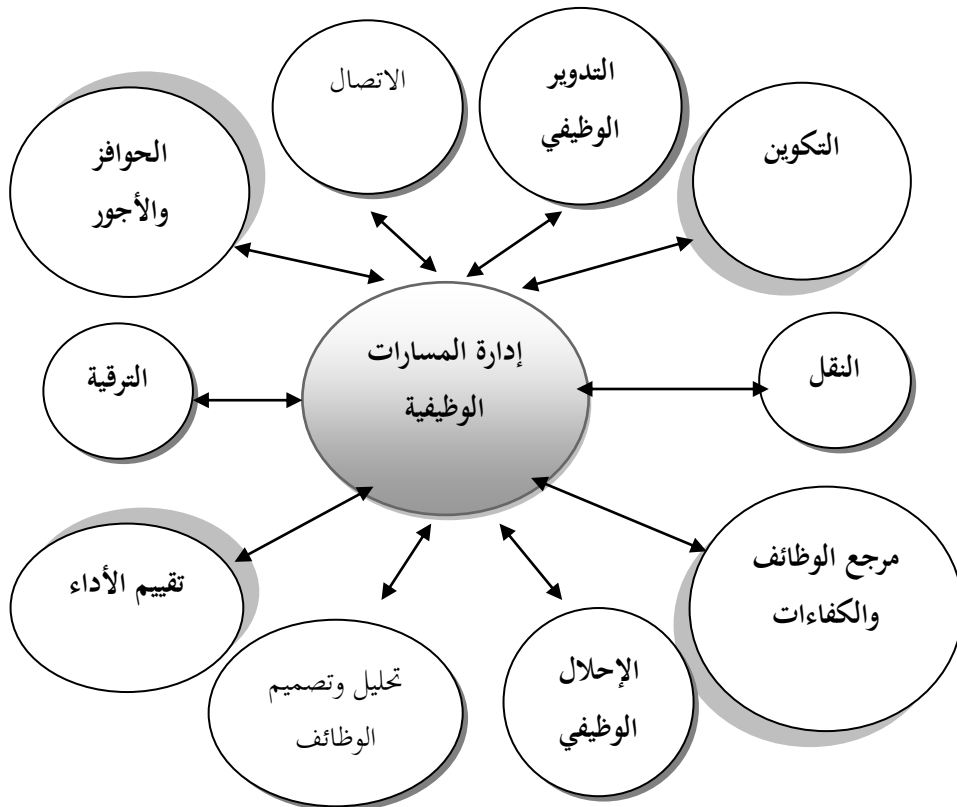 الاتصال
التدوير
الوظيفي
التكوين
الحوافز
والأجور
إدارة المسارات
الوظيفية
النقل
الترقية
مرجع الوظائف
والكفاءات
تقييم الأداء
الإحلال
الوظيفي
تحليل وتصميم
الوظائف